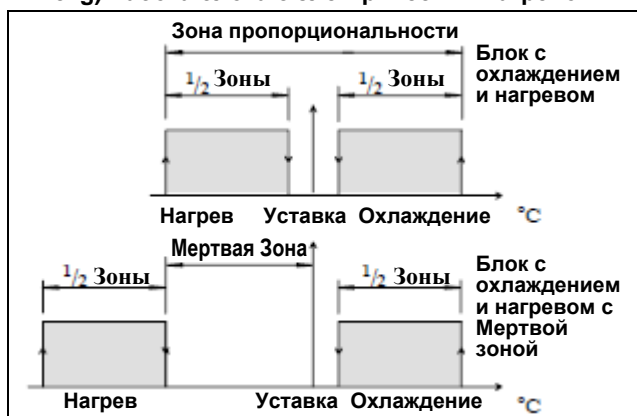 Зона пропорциональности
1/2 Зоны
1/2 Зоны
Блок с
охлаждением
и нагревом
Нагрев Уставка Охлаждение °C
Мертвая Зона
1/2 Зоны
1/2 Зоны
Блок с
охлаждением
и нагревом с
Мертвой
зоной
Нагрев Уставка Охлаждение °C